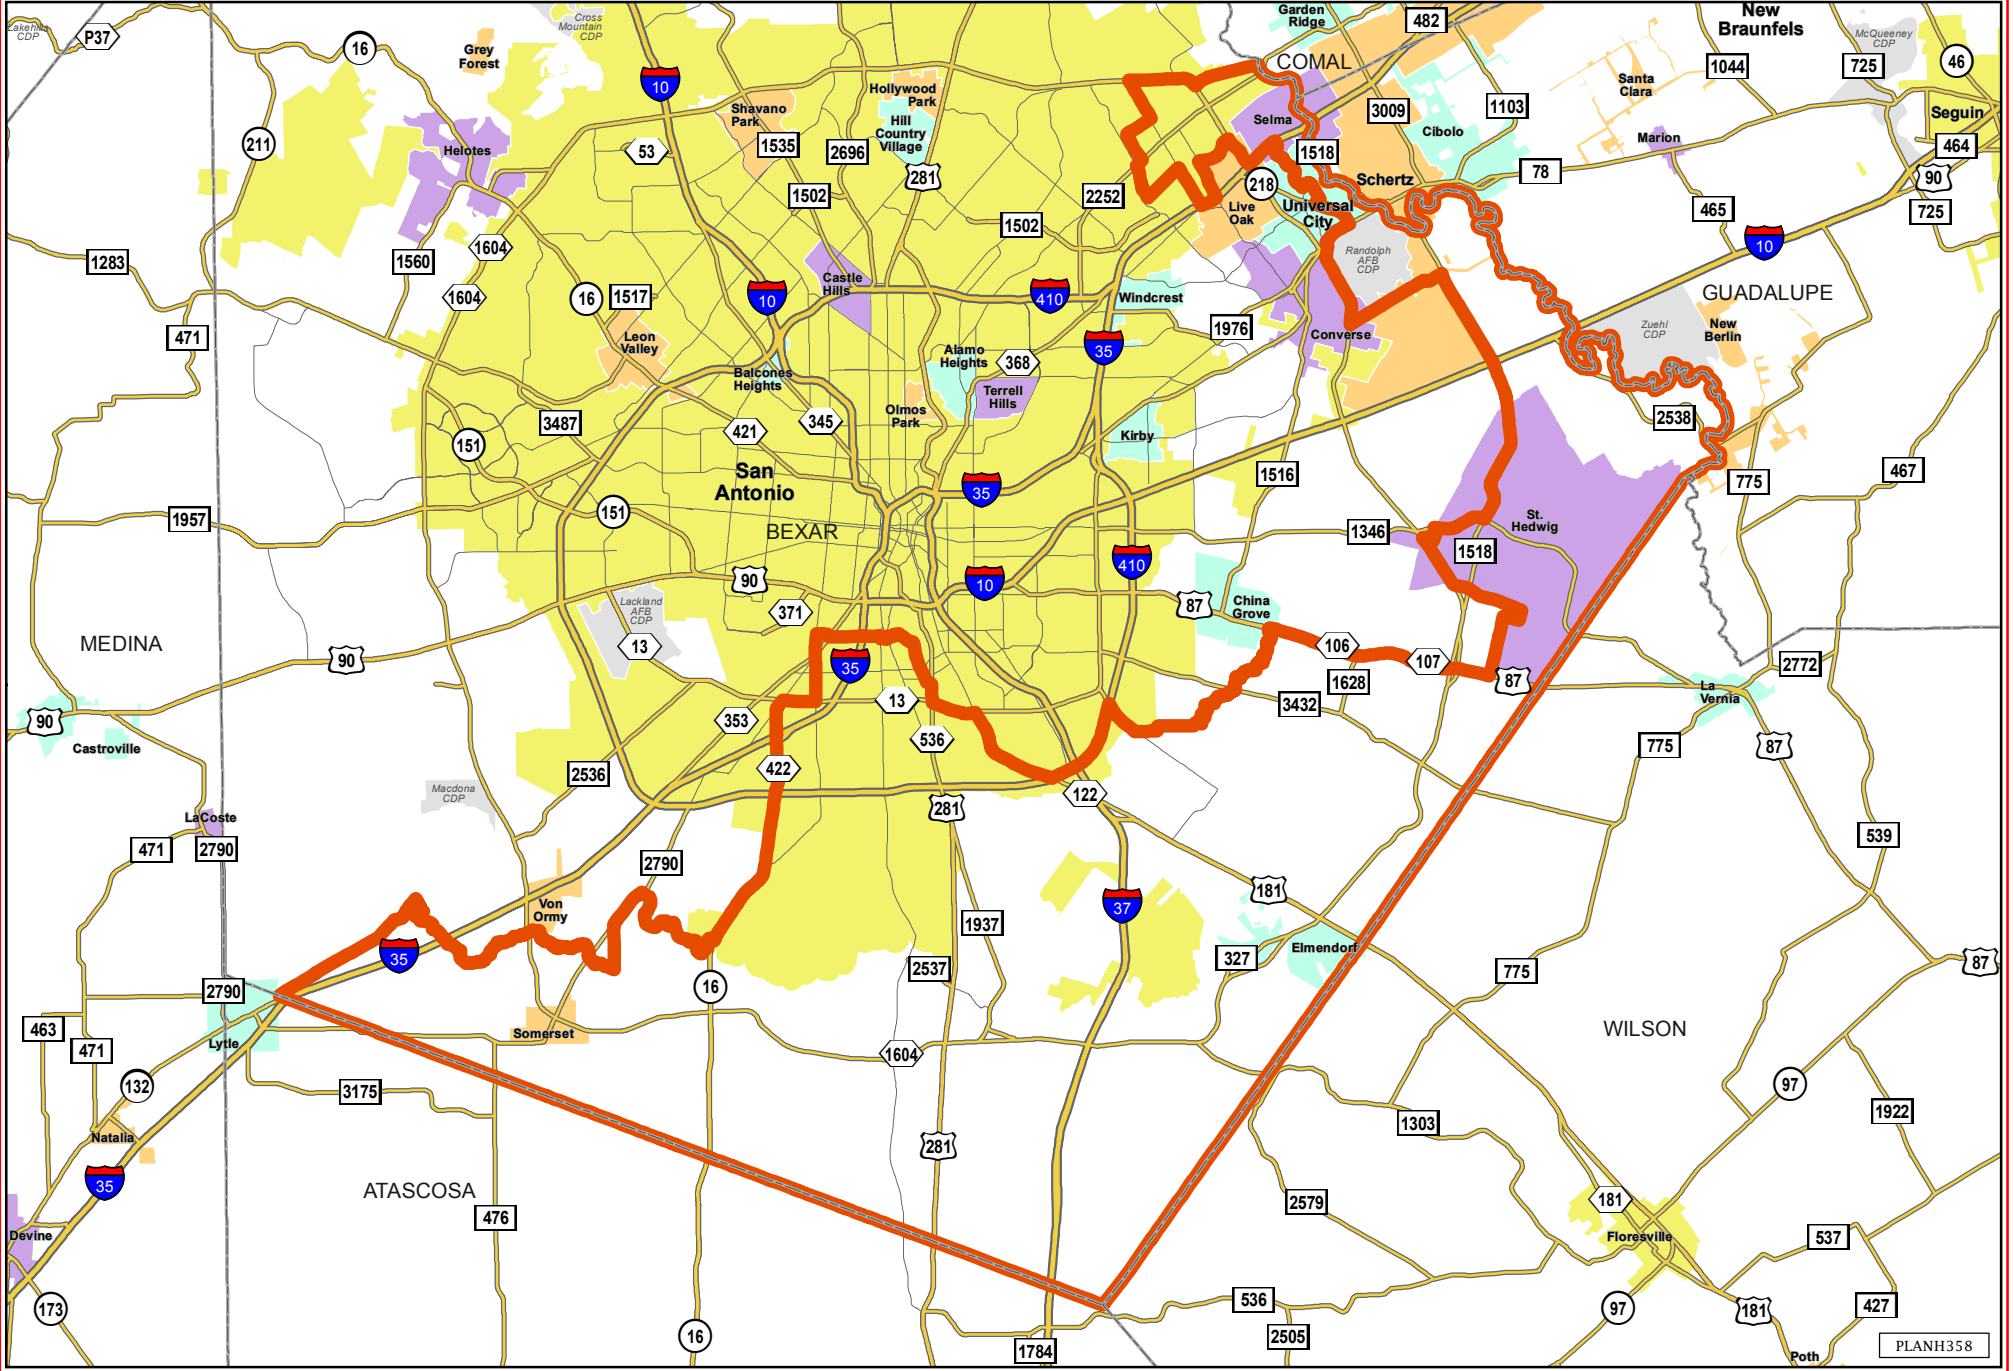 Lakehills
CDP
P37
16
Grey
Forest
Cross
Mountain
CDP
10
Garden
Ridge
482
COMAL
New
Braunfels
McQueeney
CDP
1044
725
46
Santa
Clara
Seguin
Hollywood
Park
Shavano
Park
Hill
Country
Village
Selma
3009
1103
Cibolo
Marion
211
Helotes
53
1535
2696
281
1518
464
90
78
Schertz
218
Universal
City
Live
Oak
1502
2252
1502
465
725
10
1604
1560
1283
Randolph
AFB
CDP
Castle
Hills
10
410
Windcrest
GUADALUPE
1604
16
1517
471
Leon
Valley
1976
Converse
Zuehl
CDP
New
Berlin
35
Alamo
Heights
368
Balcones
Heights
Terrell
Hills
Olmos
Park
345
421
3487
151
Kirby
2538
San
Antonio
1516
467
775
35
1957
151
BEXAR
1346
St.
Hedwig
1518
410
90
10
371
Lackland
AFB
CDP
13
87
China
Grove
MEDINA
90
35
106
107
2772
1628
87
La
Vernia
13
3432
90
Castroville
353
536
775
87
422
2536
122
Macdona
CDP
281
LaCoste
471
2790
539
2790
181
Von
Ormy
37
1937
Elmendorf
35
327
2537
775
87
2790
16
463
Somerset
WILSON
471
Lytle
1604
132
3175
97
1303
1922
Natalia
281
35
ATASCOSA
476
2579
181
Devine
Floresville
537
173
536
97
181
427
16
2505
1784
PLANH358
Poth